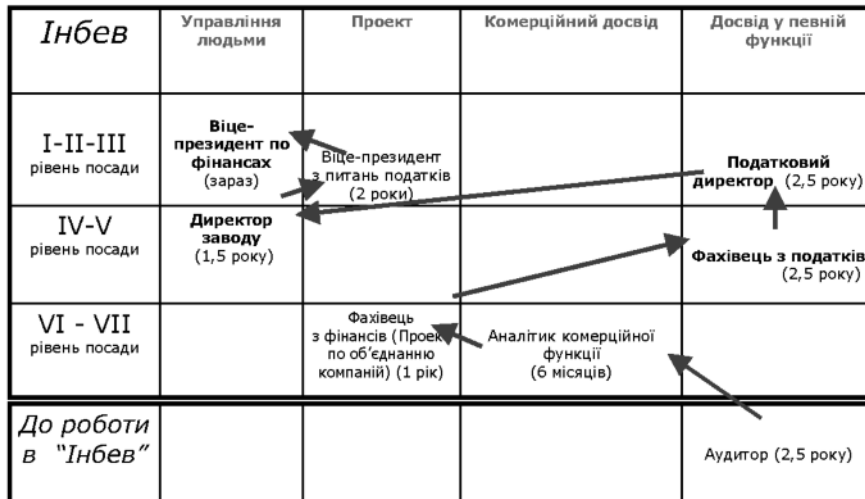 Інбев
Управління
людьми
Проект
Комерційний досвід
Досвід у певній
функції
I-II-III
рівень посади
Віце-
президент по
фінансах
(зараз)
Віце-президент
з питань податків
(2 роки)
Податковий
директор (2,5 року)
IV-V
рівень посади
Директор
заводу
(1,5 року)
Фахівець з податків
(2,5 року)
VI - VII
рівень посади
Фахівець
з фінансів (Проек
по об’єднанню
компаній) (1 рік)
Аналітик комерційної
функції
(6 місяців)
До роботи
в “Інбев”
Аудитор (2,5 року)